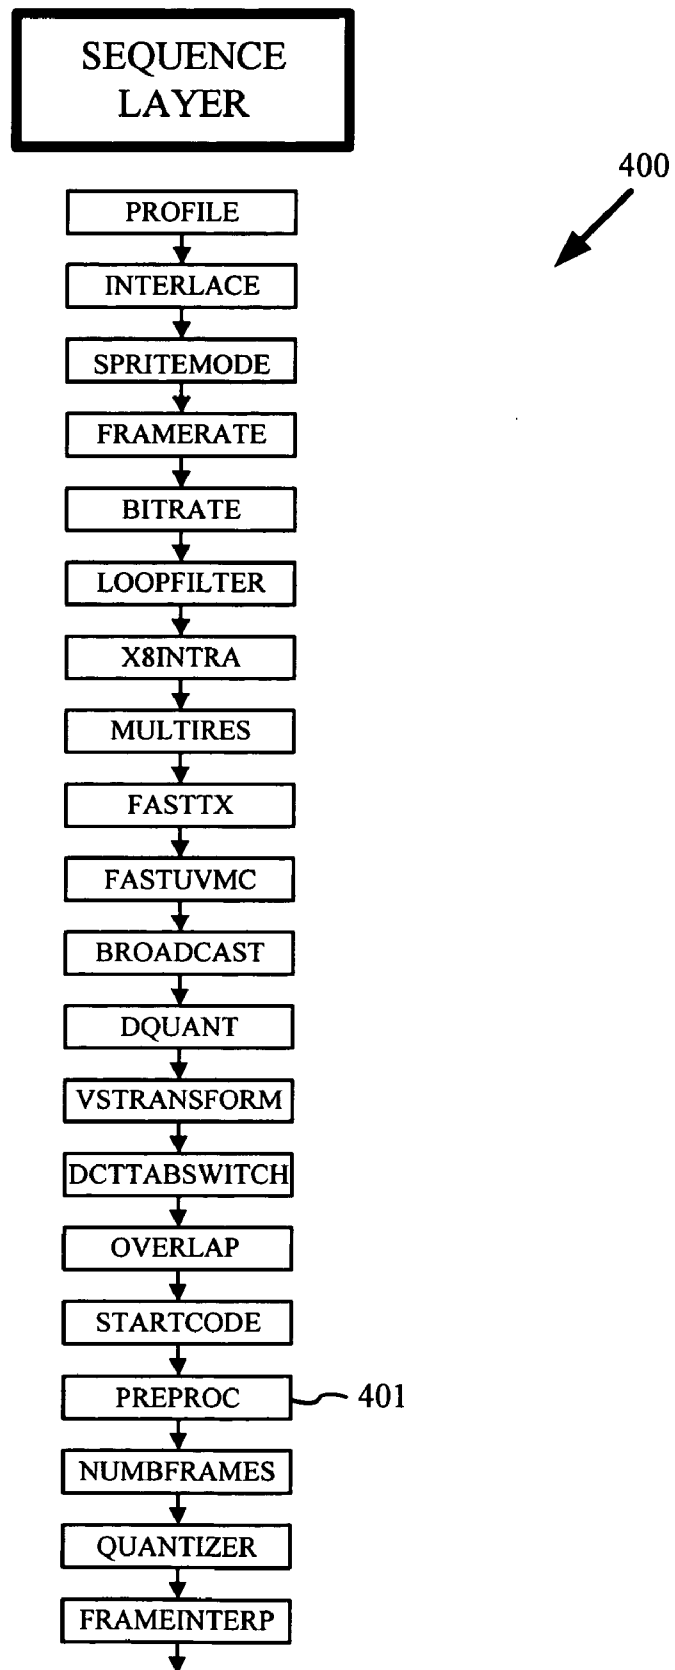 SEQUENCE
LAYER
400
PROFILE
INTERLACE
SPRITEMODE
FRAMERATE
BITRATE
LOOPFILTER
X8INTRA
MULTIRES
FASTTX
FASTUVMC
BROADCAST
DQUANT
VSTRANSFORM
DCTTABSWITCH
OVERLAP
STARTCODE
PREPROC
401
NUMBFRAMES
QUANTIZER
FRAMEINTERP